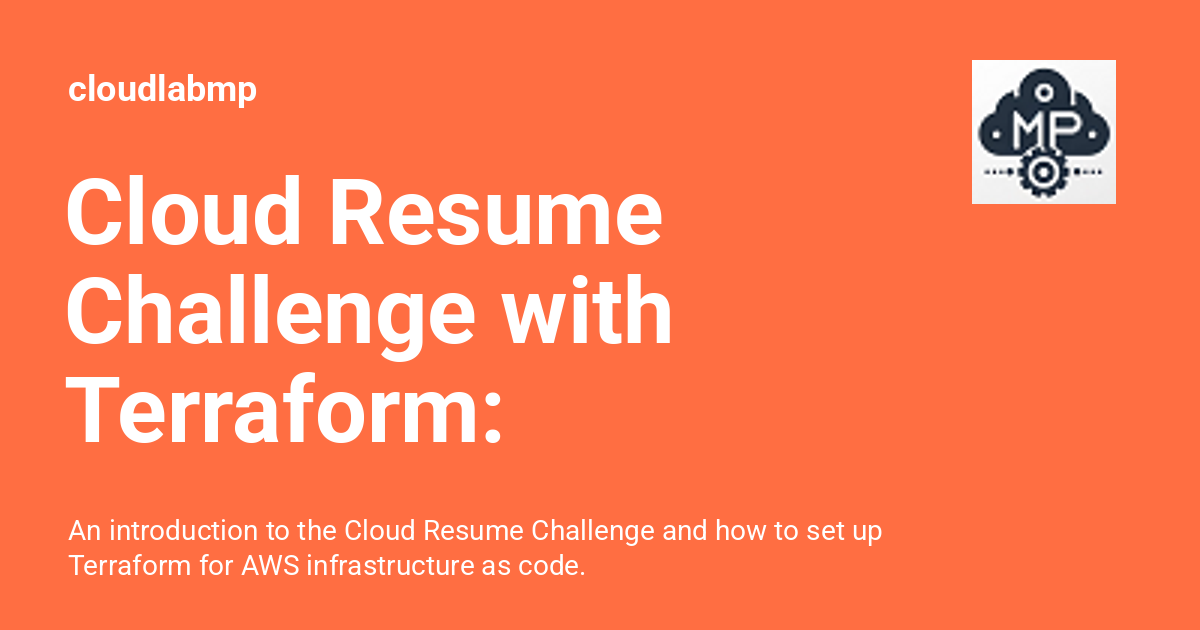 cloudlabmp
MP
Cloud Resume
Challenge with
Terraform:
An introduction to the Cloud Resume Challenge and how to set up
Terraform for AWS infrastructure as code.